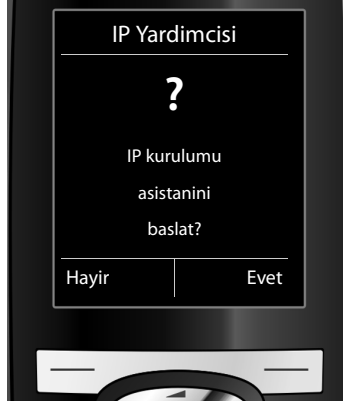 IP Yardimcisi
?
IP kurulumu
asistanini
baslat?
Hayir Evet